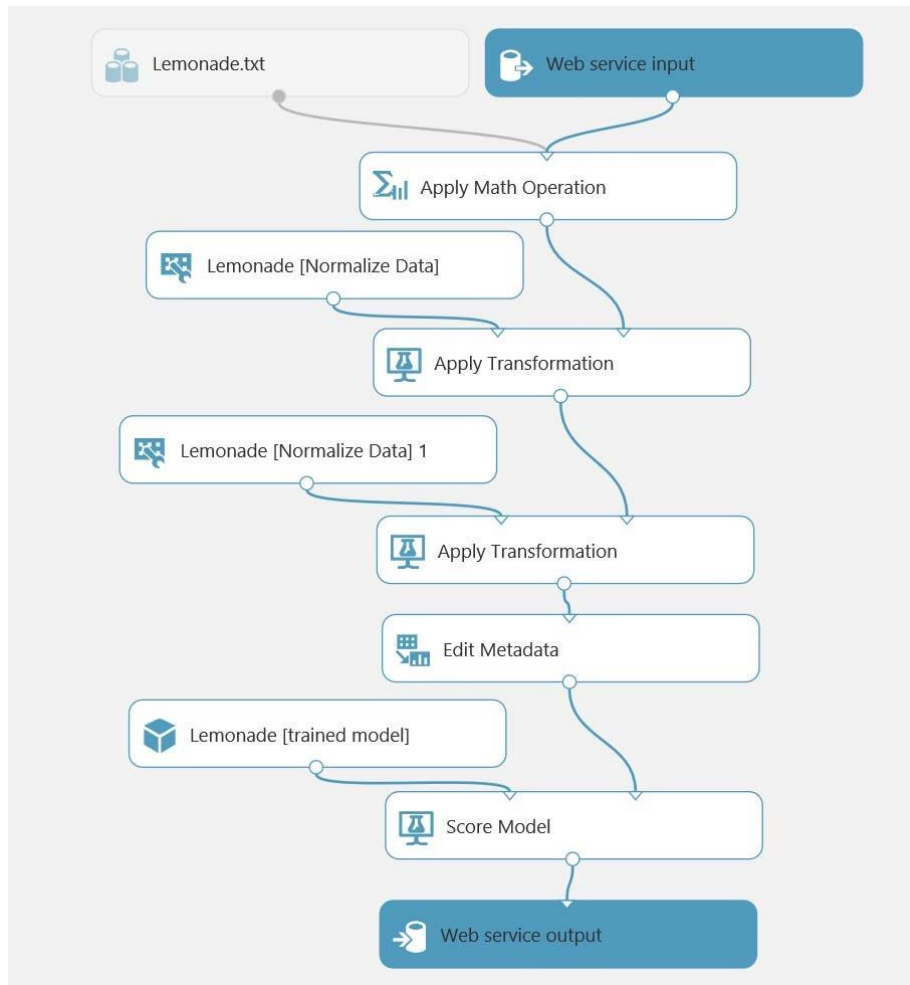 Lemonade.txt
Web service input
Apply Math Operation
Lemonade [Normalize Data]
Apply Transformation
Lemonade [Normalize Data] 1
Apply Transformation
Edit Metadata
Lemonade [trained model]
Score Model
Web service output